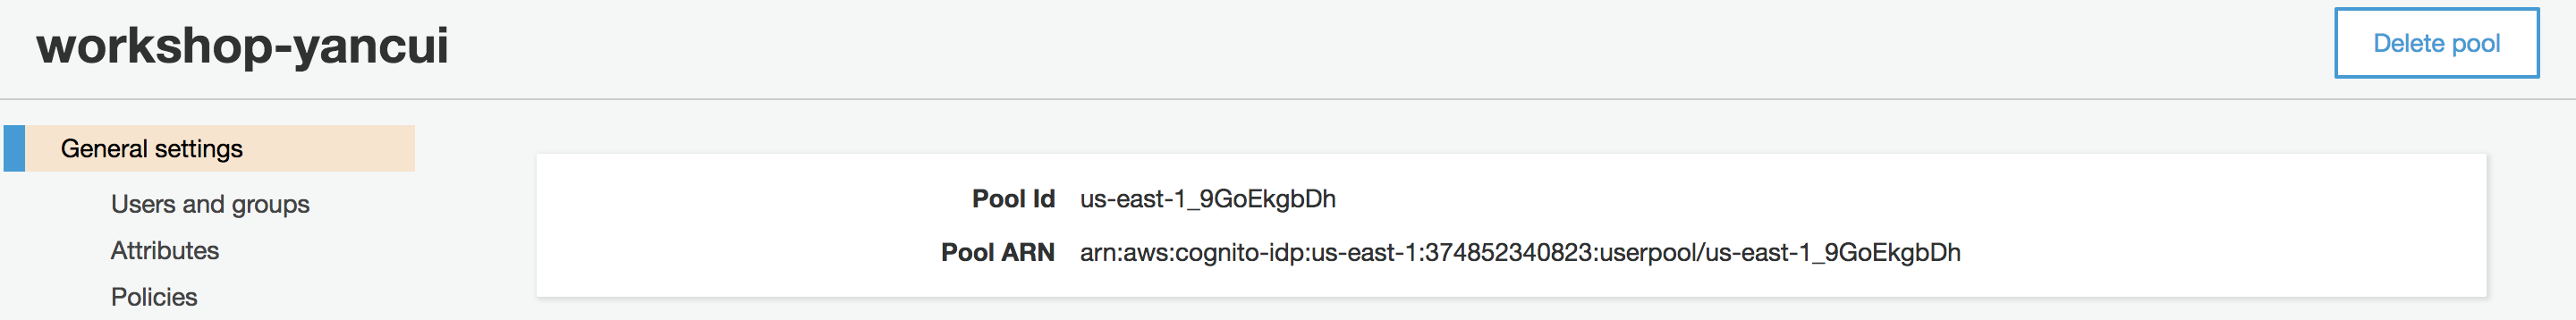 workshop-yancui
Delete pool
General settings
Users and groups
Attributes
Policies
Pool Id us-east-1_9GoEkgbDh
Pool ARN arn:aws:cognito-idp:us-east-1:374852340823:userpool/us-east-1_9GoEkgbDh